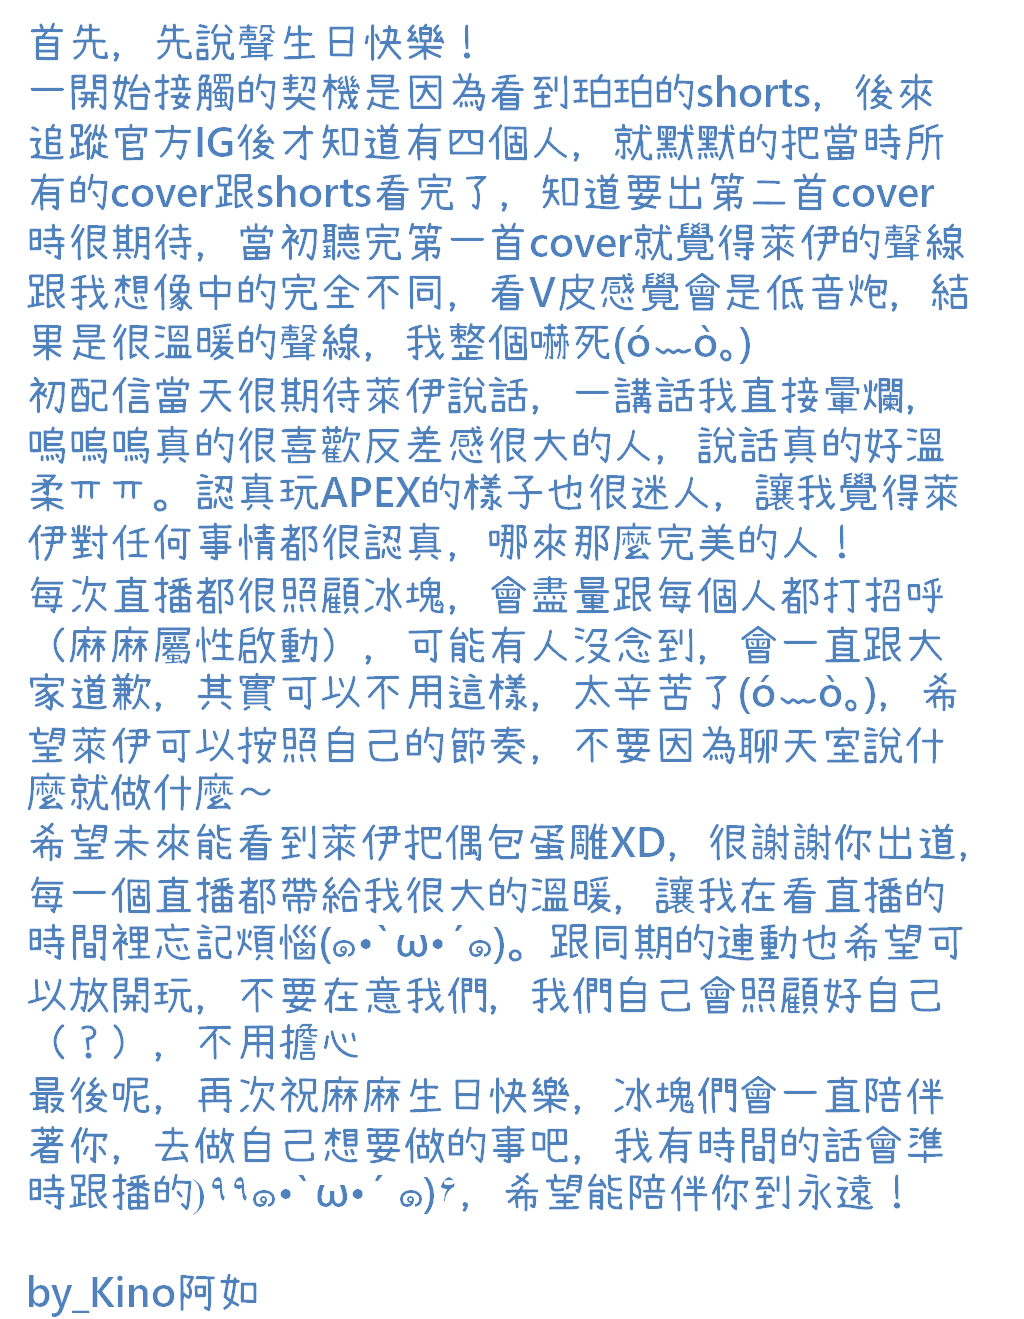 首先，先說聲生日快樂！
一開始接觸的契機是因為看到珀珀的shorts，後來
追蹤官方IG後才知道有四個人，就默默的把當時所
有的cover跟shorts看完了，知道要出第二首cover
時很期待，當初聽完第一首cover就覺得萊伊的聲線
跟我想像中的完全不同，看V皮感覺會是低音炮，結
果是很溫暖的聲線，我整個嚇死(ó﹏ò｡)
初配信當天很期待萊伊說話，一講話我直接暈爛，
嗚嗚嗚真的很喜歡反差感很大的人，說話真的好溫
柔ㅠㅠ。認真玩APEX的樣子也很迷人，讓我覺得萊
伊對任何事情都很認真，哪來那麼完美的人！
每次直播都很照顧冰塊，會盡量跟每個人都打招呼
（麻麻屬性啟動），可能有人沒念到，會一直跟大
家道歉，其實可以不用這樣，太辛苦了(ó﹏ò｡)，希
望萊伊可以按照自己的節奏，不要因為聊天室說什
麼就做什麼～
希望未來能看到萊伊把偶包蛋雕XD，很謝謝你出道，
每一個直播都帶給我很大的溫暖，讓我在看直播的
時間裡忘記煩惱(๑•̀ω•́๑)。跟同期的連動也希望可
以放開玩，不要在意我們，我們自己會照顧好自己
（？），不用擔心
最後呢，再次祝麻麻生日快樂，冰塊們會一直陪伴
著你，去做自己想要做的事吧，我有時間的話會準
時跟播的)٩٩๑•̀ω•́๑)۶，希望能陪伴你到永遠！
by_Kino阿如